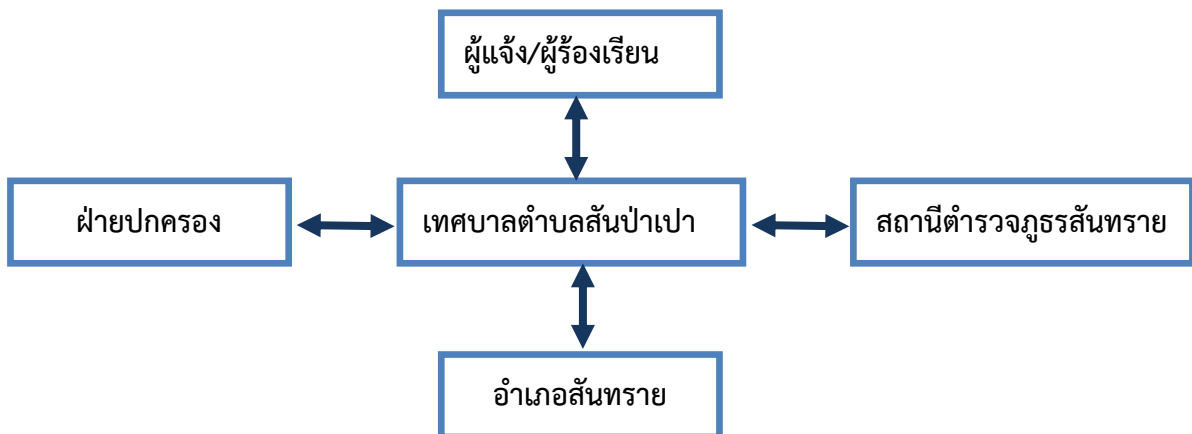 ผู้แจ้ง/ผู้ร้องเรียน
ฝ่ายปกครอง
เทศบาลตำบลสันป่าเปา
สถานีตำรวจภูธรสันทราย
อำเภอสันทราย